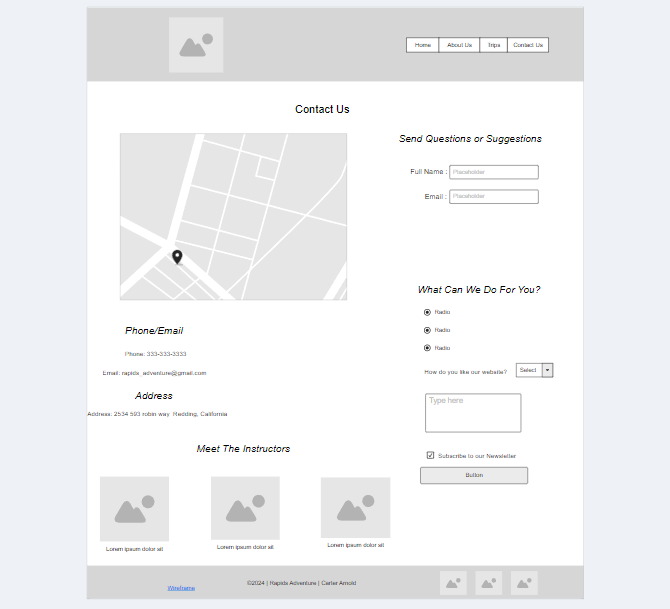 Home About Us Trips Contact Us
Contact Us
Send Questions or Suggestions
Full Name : Placeholder
Email : Placeholder
What Can We Do For You?
Radio
Radio
Radio
How do you like our website? Select
Type here
Subscribe to our Newsletter
Button
Phone/Email
Phone: 333-333-3333
Email: rapids_adventure@gmail.com
Address
Address: 2534 593 robin way Redding, California
Meet The Instructors
Lorem ipsum dolor sit
Lorem ipsum dolor sit
Lorem ipsum dolor sit
Wireframe
©2024 | Rapids Adventure | Carter Arnold